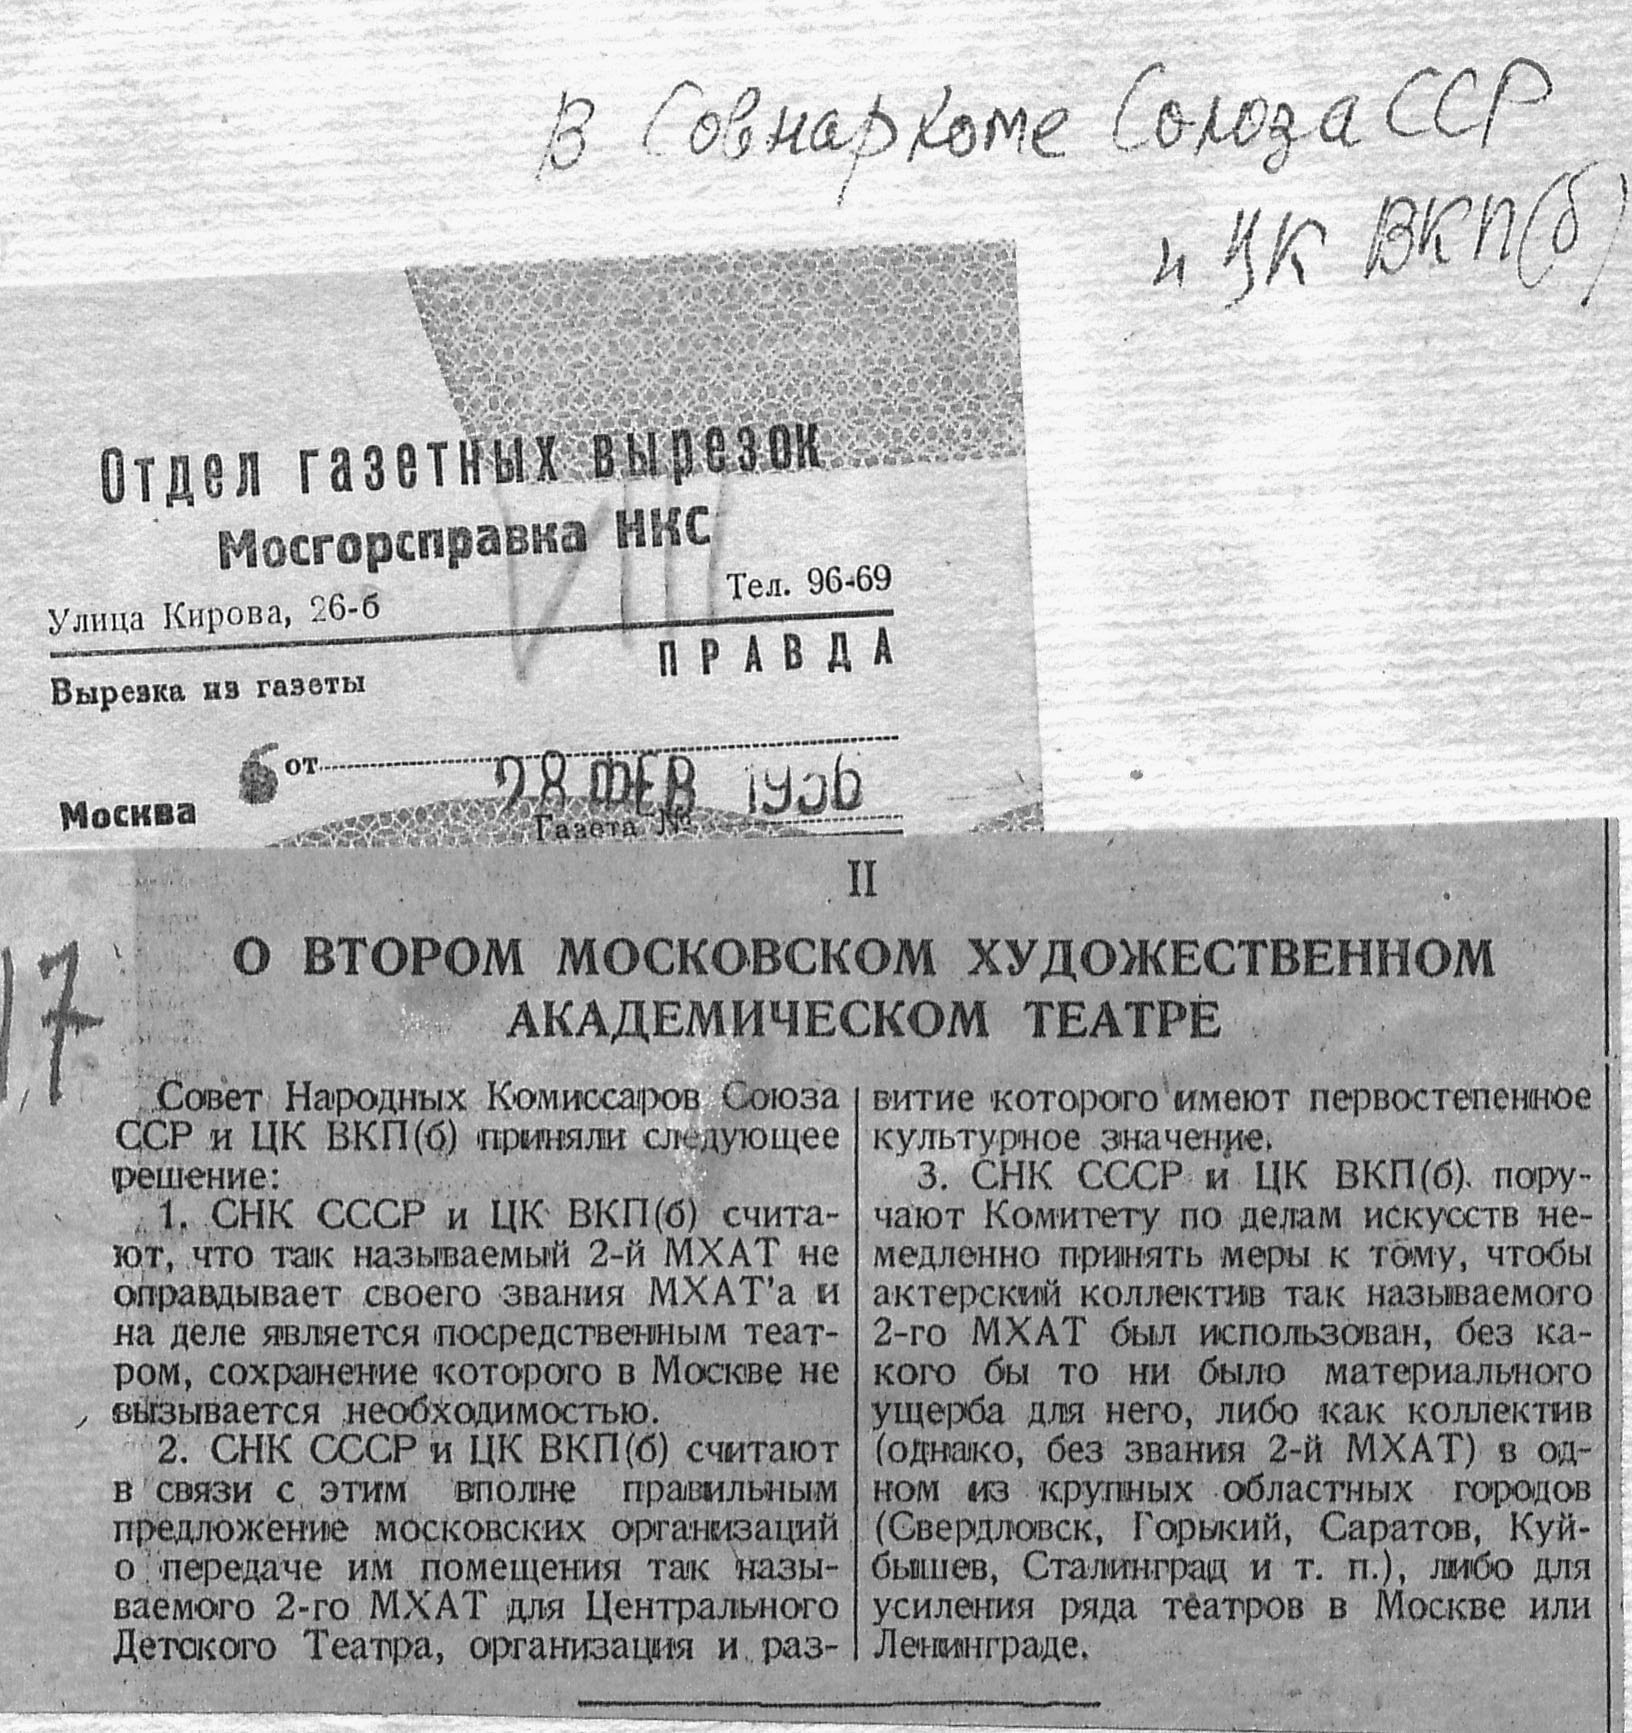 В Совнаркоме Союза ССР
и ЦК ВКП(б)
Отдел газетных вырезок
Мосгорсправка НКС
Улица Кирова, 26-б Тел. 96-69
Вырезка из газеты ПРАВДА
от 28 ФЕВ 1936
Москва
Газета №
II
17
О ВТОРОМ МОСКОВСКОМ ХУДОЖЕСТВЕННОМ
АКАДЕМИЧЕСКОМ ТЕАТРЕ
Совет Народных Комиссаров Союза
ССР и ЦК ВКП(б) приняли следующее
решение:
1. СНК СССР и ЦК ВКП(б) счита-
ют, что так называемый 2-й МХАТ не
оправдывает своего звания МХАТ'а и
на деле является посредственным теат-
ром, сохранение которого в Москве не
вызывается необходимостью.
2. СНК СССР и ЦК ВКП(б) считают
в связи с этим вполне правильным
предложение московских организаций
о передаче им помещения так назы-
ваемого 2-го МХАТ для Центрального
Детского Театра, организация и раз-
витие которого имеют первостепенное
культурное значение.
3. СНК СССР и ЦК ВКП(б). пору-
чают Комитету по делам искусств не-
медленно принять меры к тому, чтобы
актерский коллектив так называемого
2-го МХАТ был использован, без ка-
кого бы то ни было материального
ущерба для него, либо как коллектив
(однако, без звания 2-й МХАТ) в од-
ном из крупных областных городов
(Свердловск, Горький, Саратов, Куй-
бышев, Сталинград и т. п.), либо для
усиления ряда театров в Москве или
Ленинграде.